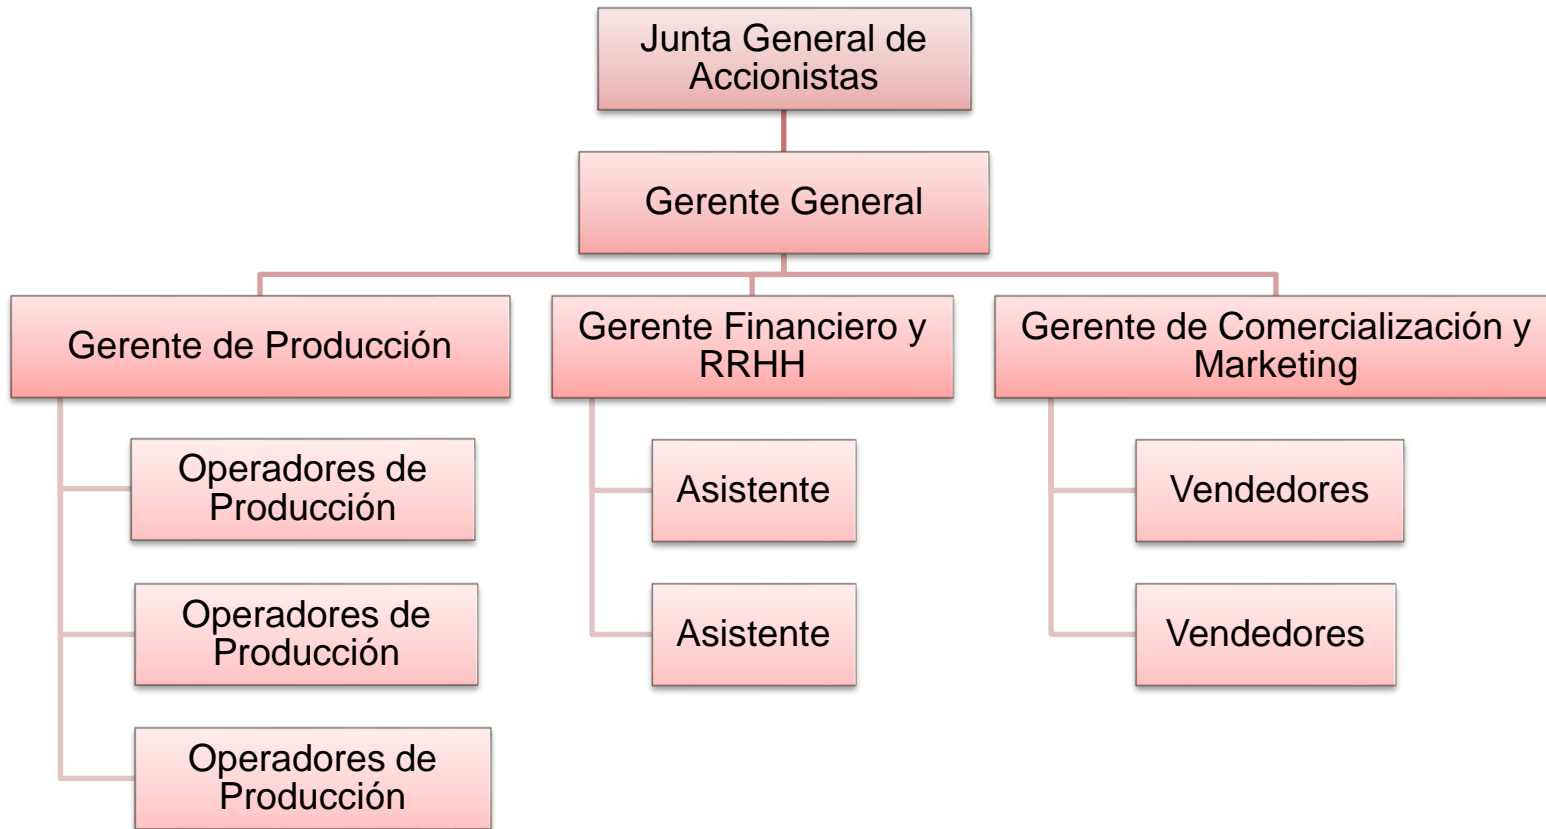 Junta General de
Accionistas
Gerente General
Gerente de Producción
Gerente Financiero y
RRHH
Gerente de Comercialización y
Marketing
Operadores de
Producción
Asistente
Vendedores
Operadores de
Producción
Asistente
Vendedores
Operadores de
Producción